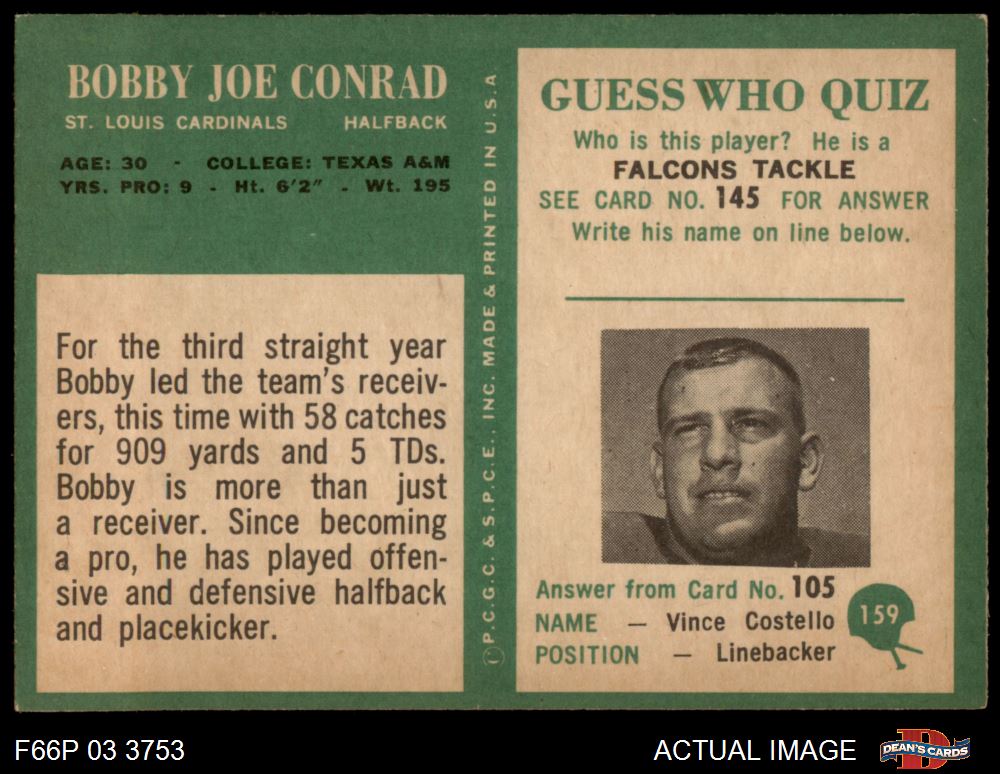 BOBBY JOE CONRAD
ST. LOUIS CARDINALS HALFBACK
AGE: 30 - COLLEGE: TEXAS A&M
YRS. PRO: 9 - Ht. 6'2" - Wt. 195
For the third straight year
Bobby led the team's receiv-
ers, this time with 58 catches
for 909 yards and 5 TDs.
Bobby is more than just
a receiver. Since becoming
a pro, he has played offen-
sive and defensive halfback
and placekicker.
©P.C.G.C. & S.P.C.E., INC. MADE & PRINTED IN U.S.A
GUESS WHO QUIZ
Who is this player? He is a
FALCONS TACKLE
SEE CARD NO. 145 FOR ANSWER
Write his name on line below.
Answer from Card No. 105
NAME — Vince Costello
POSITION — Linebacker
159
F66P 03 3753
ACTUAL IMAGE
D
DEAN'S CARDS